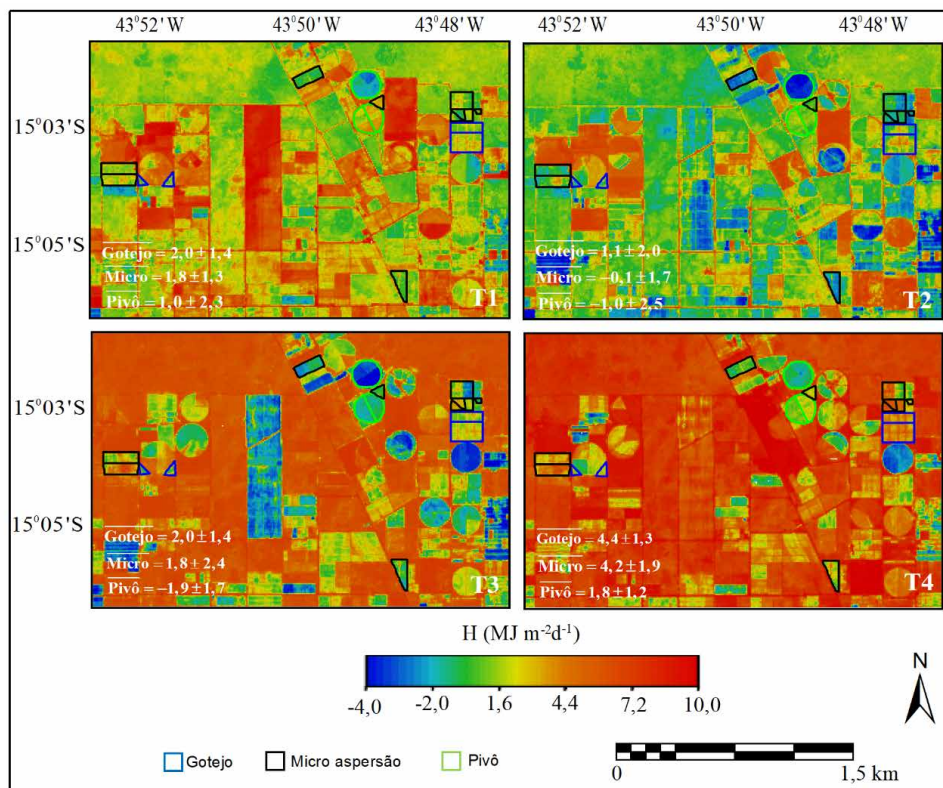 43°52' W 43°50' W 43°48' W 43°52' W 43°50' W 43°48' W
15°03'S
15°05'S
Gotejo = 2,0 ± 1,4
Micro = 1,8 ± 1,3
Pivô = 1,0 ± 2,3
T1
Gotejo = 1,1 ± 2,0
Micro = −0,1 ± 1,7
Pivô = −1,0 ± 2,5
T2
15°03'S
15°05'S
Gotejo = 2,0 ± 1,4
Micro = 1,8 ± 2,4
Pivô = −1,9 ± 1,7
T3
Gotejo = 4,4 ± 1,3
Micro = 4,2 ± 1,9
Pivô = 1,8 ± 1,2
T4
H (MJ m⁻²d⁻¹)
-4,0 -2,0 1,6 4,4 7,2 10,0
N
Gotejo Micro aspersão Pivô
0 1,5 km